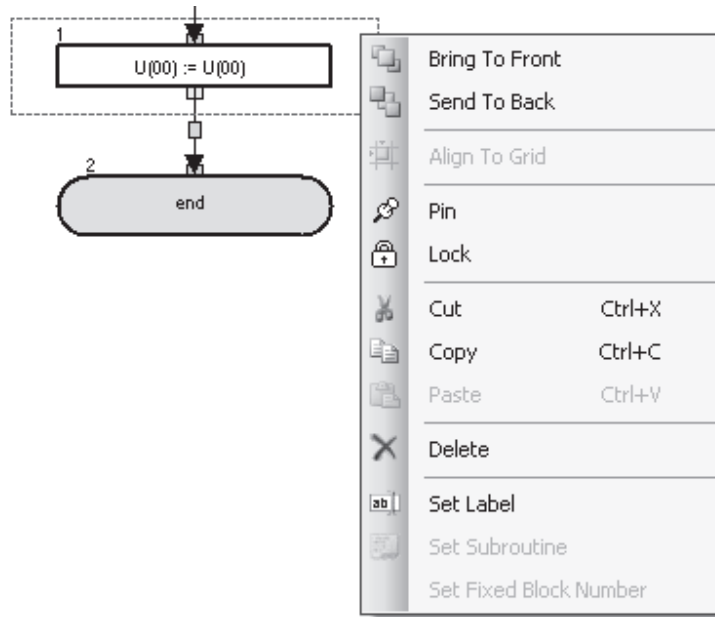 1
U(00) := U(00)
2
end
Bring To Front
Send To Back
Align To Grid
Pin
Lock
Cut Ctrl+X
Copy Ctrl+C
Paste Ctrl+V
Delete
ab Set Label
Set Subroutine
Set Fixed Block Number